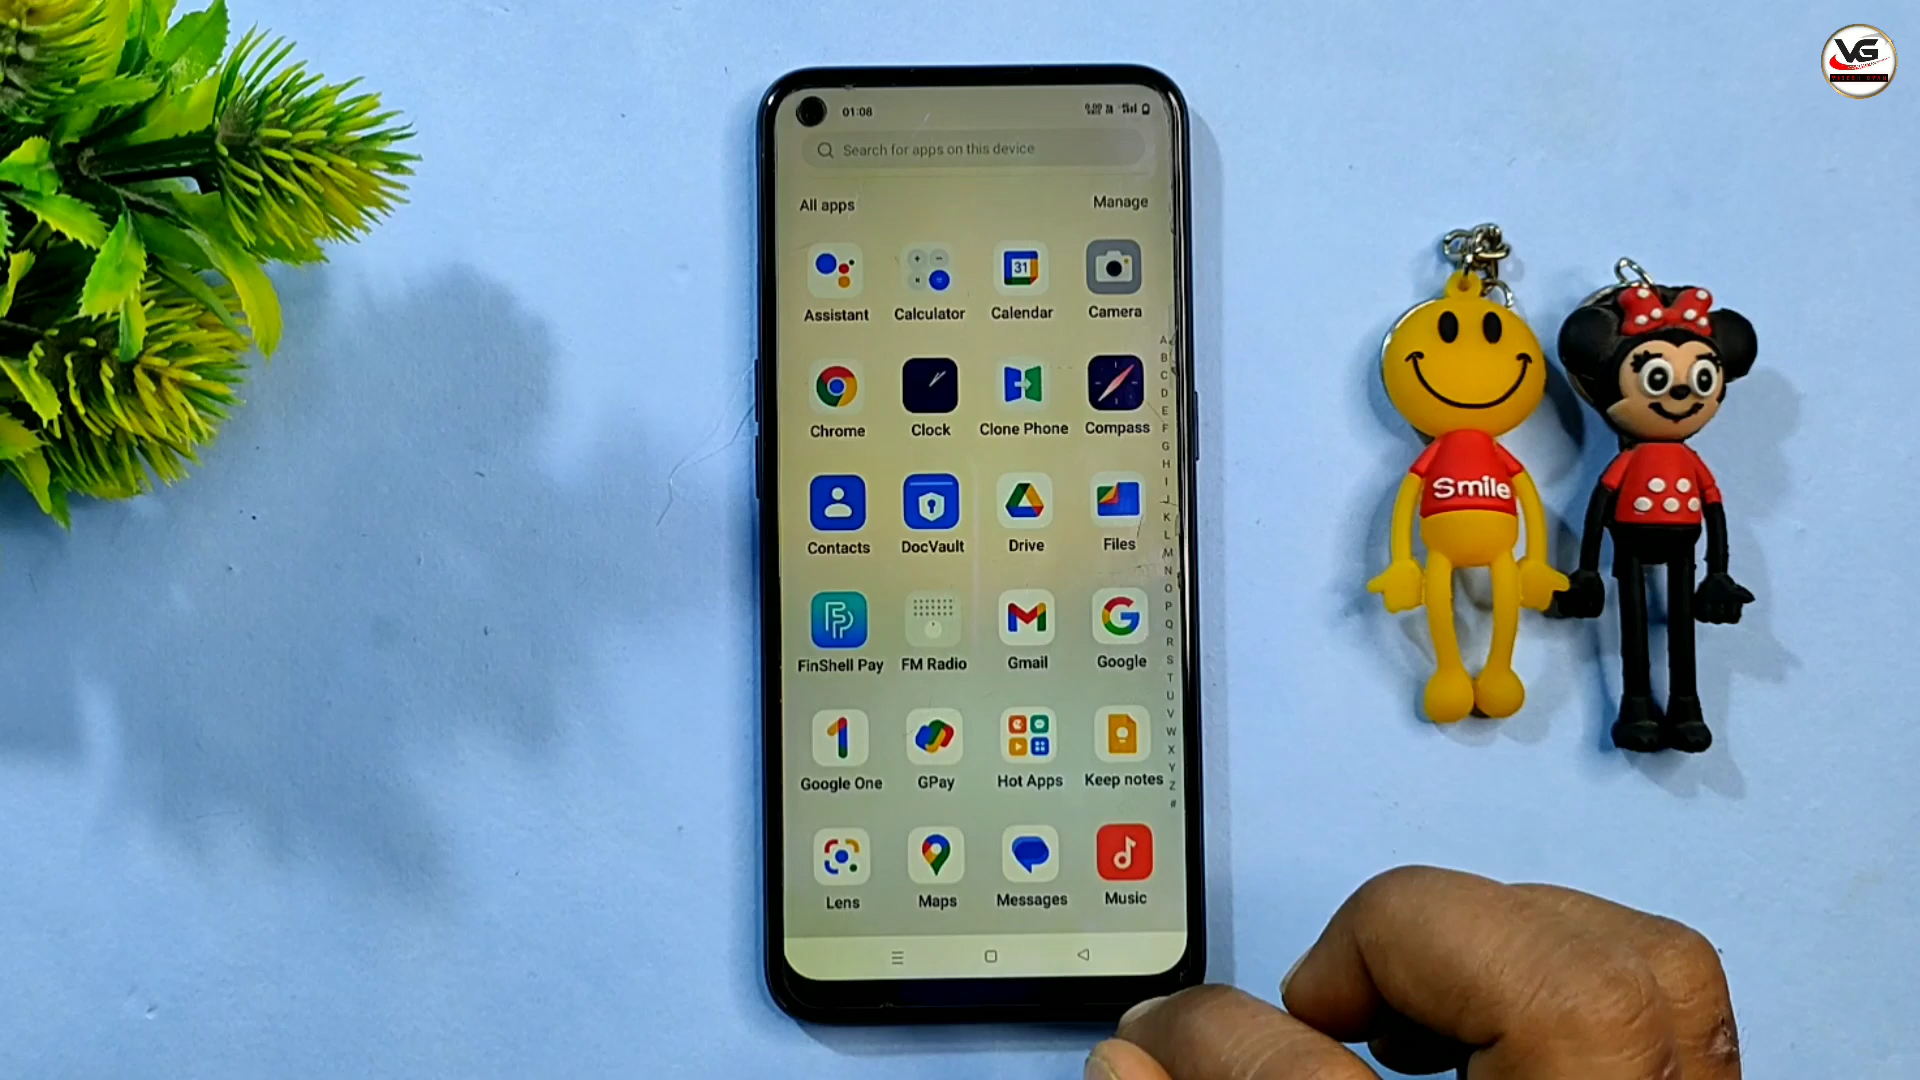 VG
01:08
Search for apps on this device
All apps
Manage
31
Assistant
Calculator
Calendar
Camera
Chrome
Clock
Clone Phone
Compass
Contacts
DocVault
Drive
Files
FinShell Pay
FM Radio
Gmail
Google
Google One
GPay
Hot Apps
Keep notes
Lens
Maps
Messages
Music
A
B
C
D
E
F
G
H
I
J
K
L
M
N
O
P
Q
R
S
T
U
V
W
X
Y
Z
#
Smile